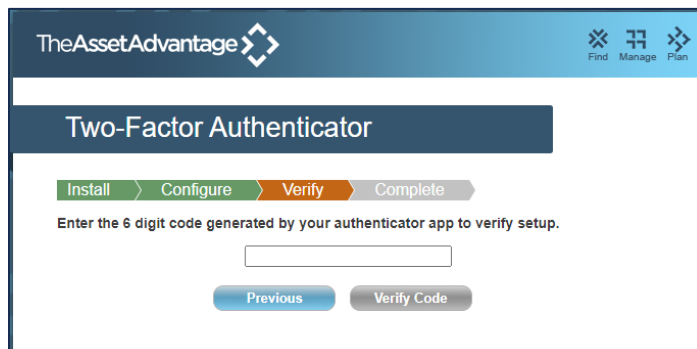 TheAssetAdvantage
Find Manage Plan
Two-Factor Authenticator
Install Configure Verify Complete
Enter the 6 digit code generated by your authenticator app to verify setup.
Previous Verify Code